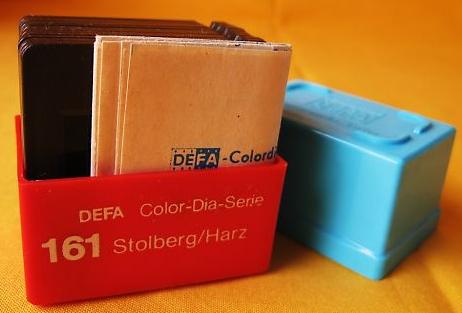 DEFA-Colord
DEFA Color-Dia-Serie
161 Stolberg/Harz